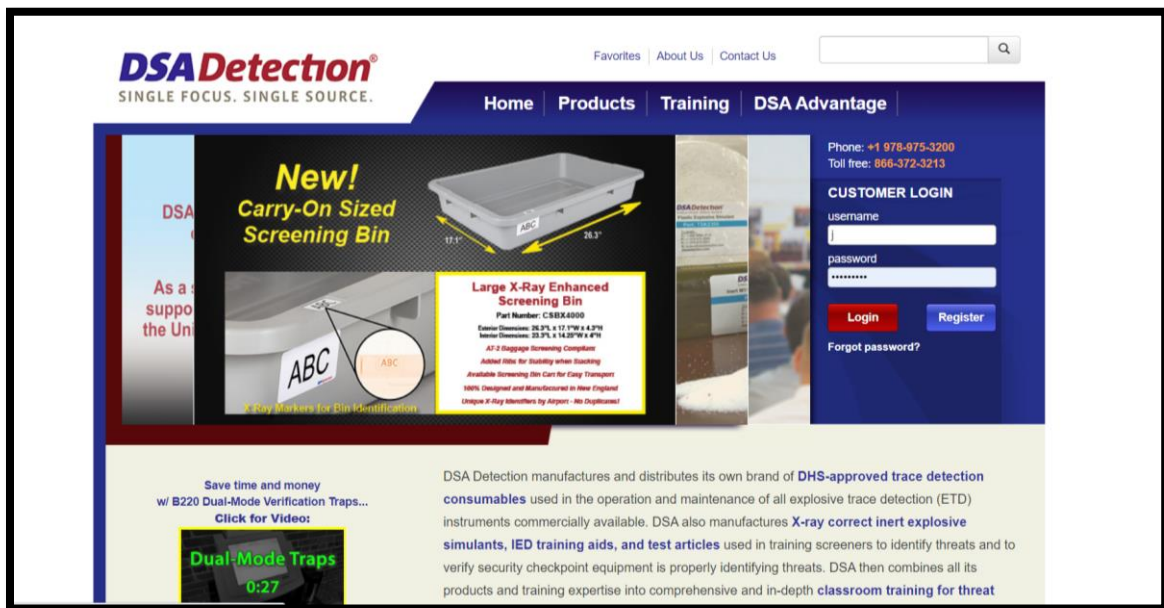 DSADetection®
SINGLE FOCUS. SINGLE SOURCE.
Favorites
About Us
Contact Us
Home
Products
Training
DSA Advantage
DSA
As a
suppo
the Uni
New!
Carry-On Sized
Screening Bin
17.1"
ABC
26.3"
ABC
ABC
X Ray Markers for Bin Identification
Large X-Ray Enhanced
Screening Bin
Part Number: CSBX4000
Exterior Dimensions: 26.3"L x 17.1"W x 4.3"H
Interior Dimensions: 23.3"L x 14.25"W x 4"H
AT-2 Baggage Screening Compliant
Added Ribs for Stability when Stacking
Available Screening Bin Cart for Easy Transport
100% Designed and Manufactured in New England
Unique X-Ray Identifiers by Airport - No Duplicates!
DSADetection
Phone: +1 978-975-3200
Toll free: 866-372-3213
CUSTOMER LOGIN
username
password
Login
Register
Forgot password?
Save time and money
w/ B220 Dual-Mode Verification Traps...
Click for Video:
Dual-Mode Traps
0:27
DSA Detection manufactures and distributes its own brand of DHS-approved trace detection
consumables used in the operation and maintenance of all explosive trace detection (ETD)
instruments commercially available. DSA also manufactures X-ray correct inert explosive
simulants, IED training aids, and test articles used in training screeners to identify threats and to
verify security checkpoint equipment is properly identifying threats. DSA then combines all its
products and training expertise into comprehensive and in-depth classroom training for threat